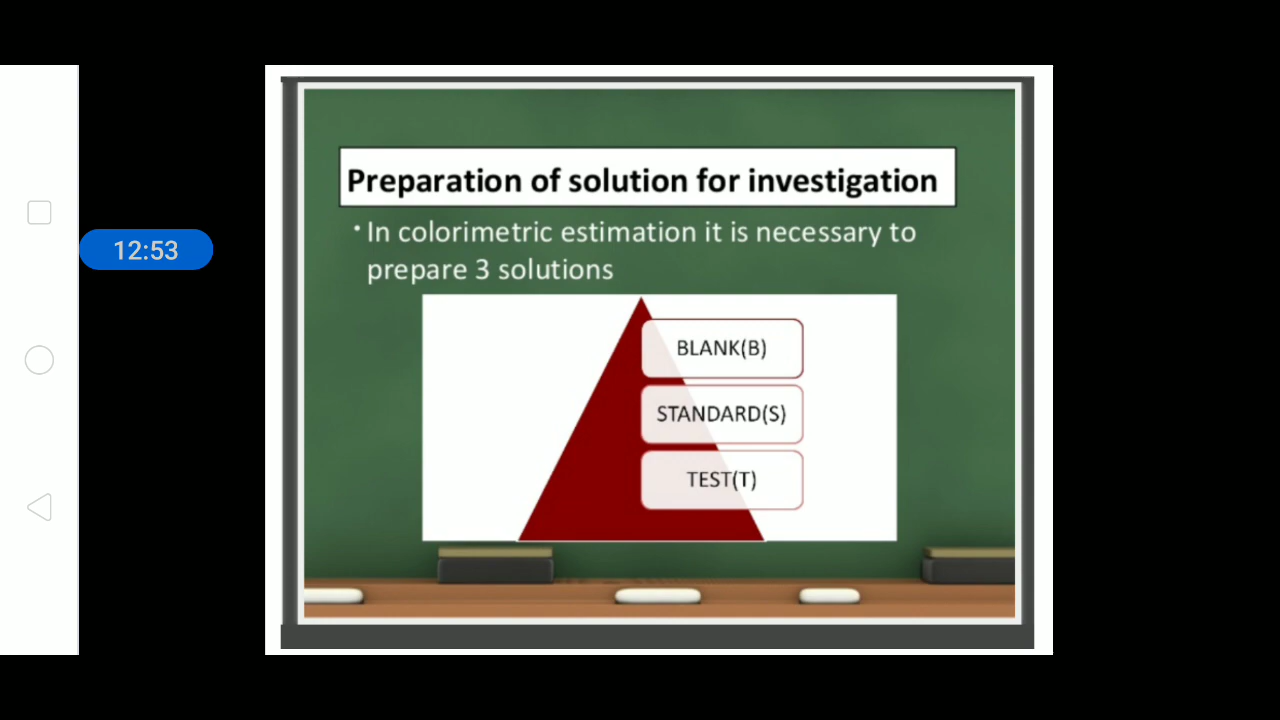 Preparation of solution for investigation
• In colorimetric estimation it is necessary to
prepare 3 solutions
12:53
BLANK(B)
STANDARD(S)
TEST(T)